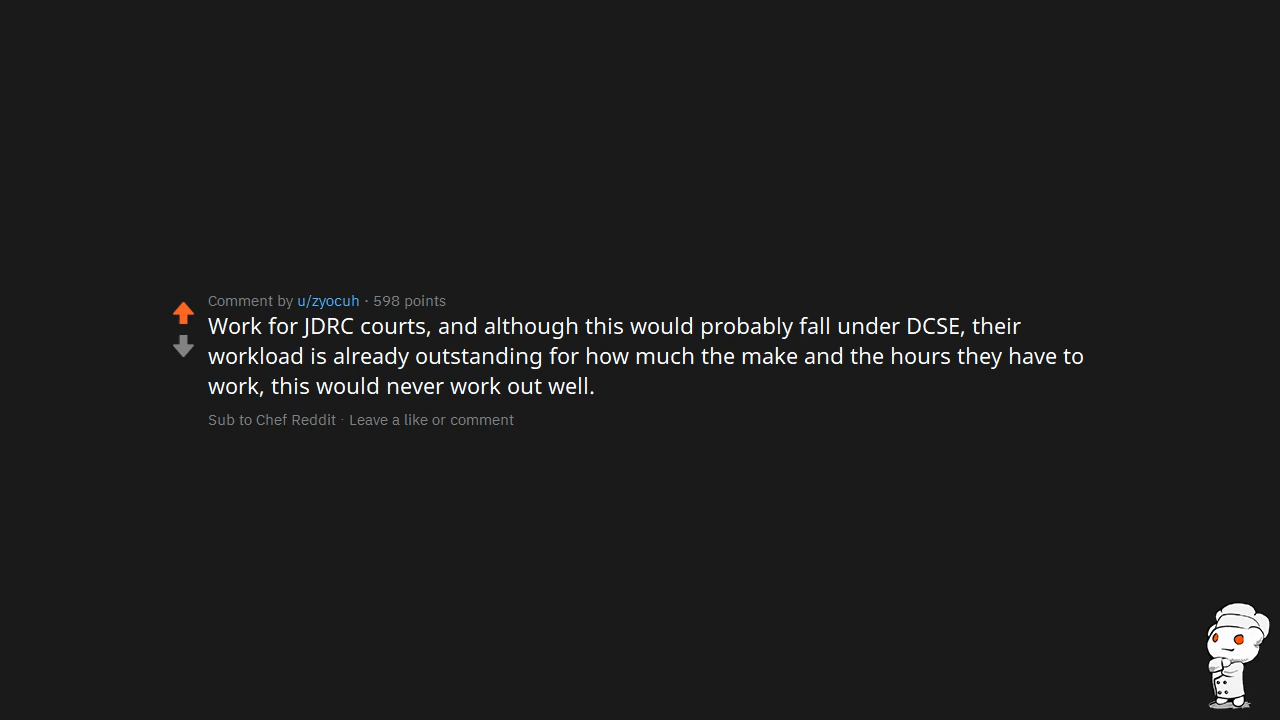 Comment by u/zyocuh · 598 points
Work for JDRC courts, and although this would probably fall under DCSE, their
workload is already outstanding for how much the make and the hours they have to
work, this would never work out well.
Sub to Chef Reddit · Leave a like or comment